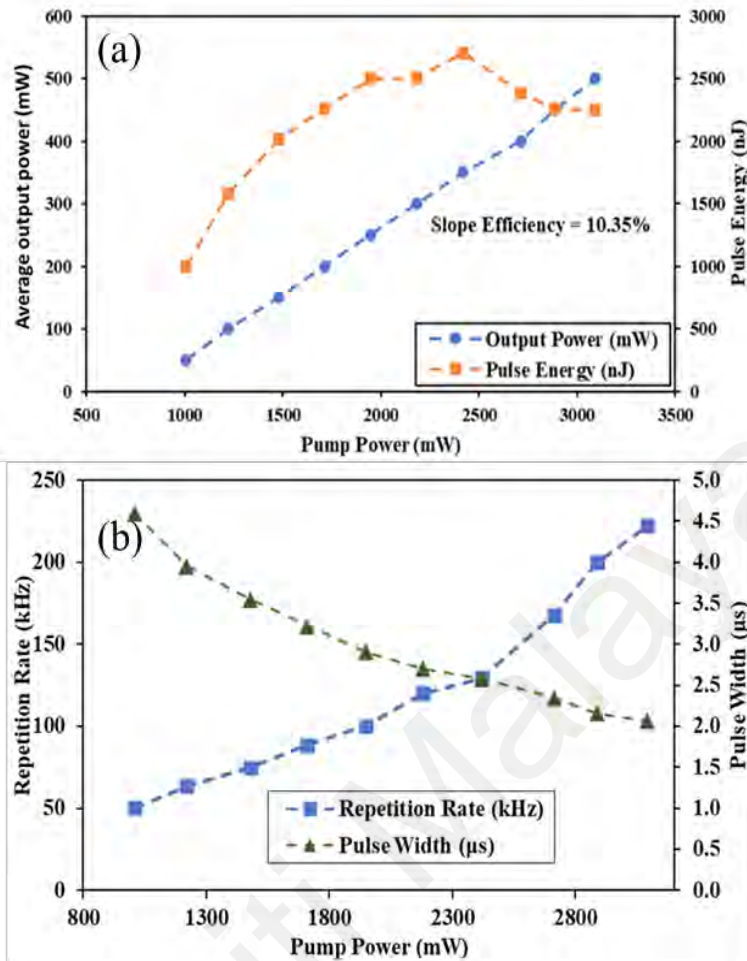 (a)
600
500
400
300
200
100
0
Average output power (mW)
3000
2500
2000
1500
1000
500
0
Pulse Energy (nJ)
Slope Efficiency = 10.35%
Output Power (mW)
Pulse Energy (nJ)
500 1000 1500 2000 2500 3000 3500
Pump Power (mW)
(b)
250
200
150
100
50
0
Repetition Rate (kHz)
5.0
4.5
4.0
3.5
3.0
2.5
2.0
1.5
1.0
0.5
0.0
Pulse Width (µs)
Repetition Rate (kHz)
Pulse Width (µs)
800 1300 1800 2300 2800
Pump Power (mW)
iti Malaya